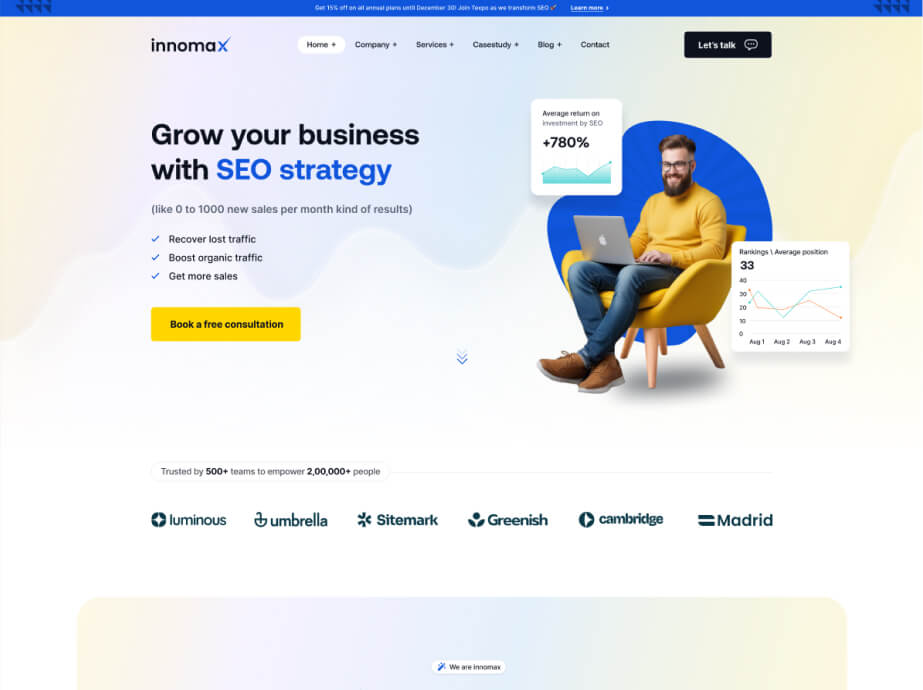 Get 15% off on all annual plans until December 30! Join Teepo as we transform SEO 🚀 Learn more ›
innomax
Home + Company + Services + Casestudy + Blog + Contact
Let's talk
Grow your business
with SEO strategy
(like 0 to 1000 new sales per month kind of results)
Recover lost traffic
Boost organic traffic
Get more sales
Book a free consultation
Average return on
investment by SEO
+780%
Rankings \ Average position
33
40
30
20
10
0
Aug 1 Aug 2 Aug 3 Aug 4
Trusted by 500+ teams to empower 2,00,000+ people
luminous umbrella Sitemark Greenish cambridge Madrid
We are innomax